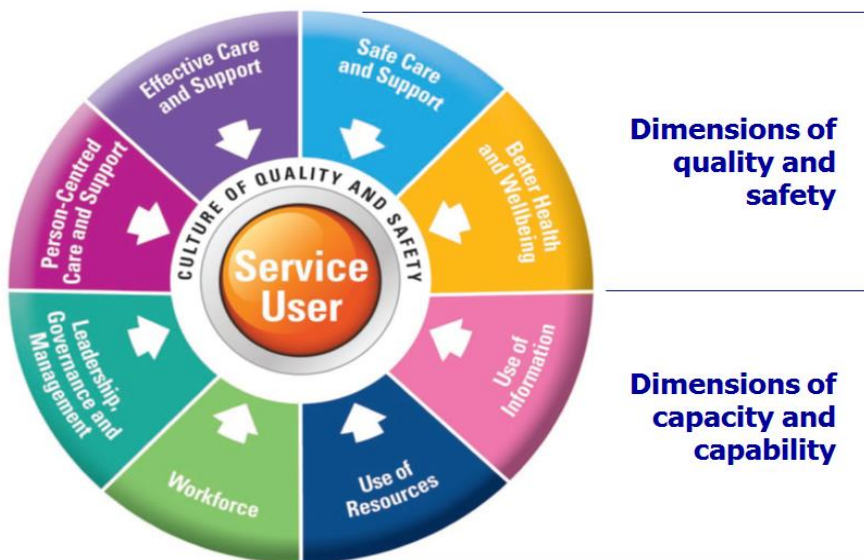 Effective Care
and Support
Safe Care
and Support
Better Health
and Wellbeing
Person-Centred
Care and Support
CULTURE OF QUALITY AND SAFETY
Service
User
Leadership,
Governance and
Management
Workforce
Use of
Resources
Use of
Information
Dimensions of
quality and
safety
Dimensions of
capacity and
capability